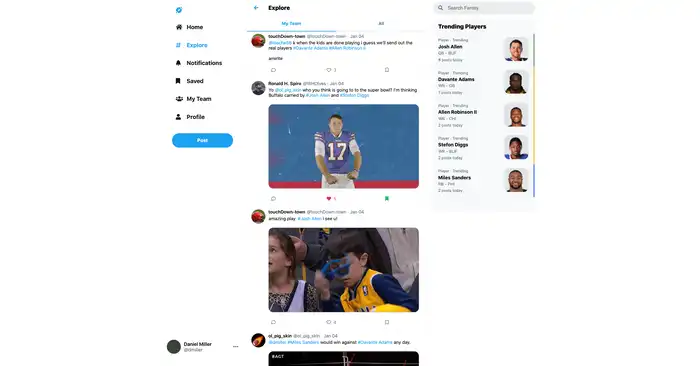 Home
Explore
Notifications
Saved
My Team
Profile
Post
Daniel Miller
@dmiller
Explore
My Team
All
touchDown-town @touchDown-town · Jan 04
k when the kids are done playing i guess we'll send out the
real players #Davante Adams #Allen Robinson II
amirite
3
Ronald H. Spiro · Jan 04
Yo @ol_pig_skin who you think is going to to the super bowl? I'm thinking
Buffalo carried by #Josh Allen and #Stefon Diggs
17
touchDown-town @touchDown-town · Jan 04
amazing play #Josh Allen I see u!
ol_pig_skin @ol_pig_skin · Jan 04
@dmiller #Miles Sanders would win against #Davante Adams any day.
Search Fantsy
Trending Players
Player · Trending
Josh Allen
QB - BUF
posts today
Player · Trending
Davante Adams
WR - GB
posts today
Player · Trending
Allen Robinson II
WR - CHI
2 posts today
Player · Trending
Stefon Diggs
WR - BUF
2 posts today
Player · Trending
Miles Sanders
RB - PHI
2 posts today